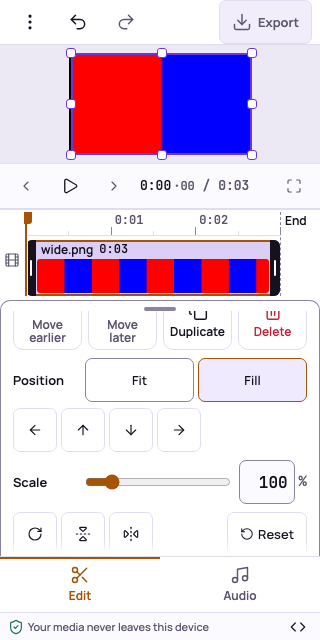 Export
0:00.00 / 0:03
0:01 0:02 End
wide.png 0:03
Move earlier
Move later
Duplicate
Delete
Position Fit Fill
Scale 100 %
Reset
Edit Audio
Your media never leaves this device